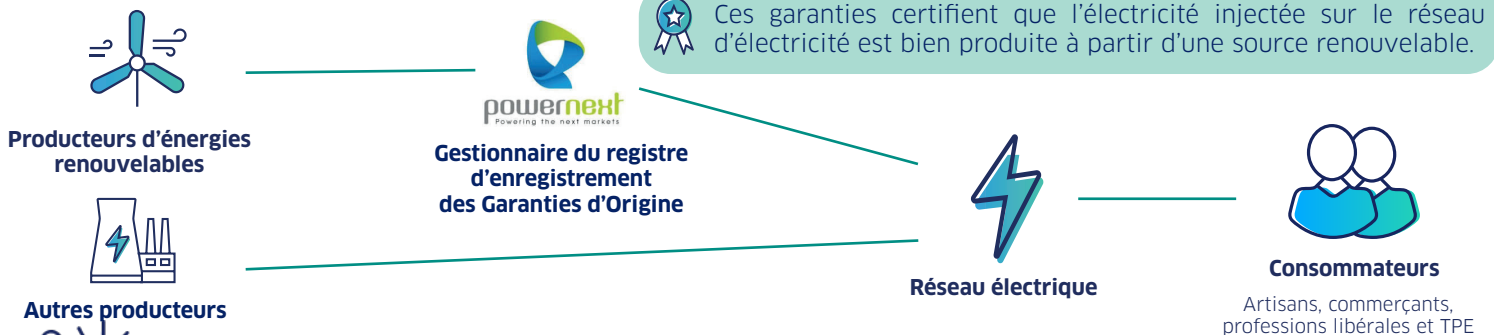 Ces garanties certifient que l'électricité injectée sur le réseau
d'électricité est bien produite à partir d'une source renouvelable.
powernext
Powering the next markets
Producteurs d'énergies
renouvelables
Gestionnaire du registre
d'enregistrement
des Garanties d'Origine
Autres producteurs
Réseau électrique
Consommateurs
Artisans, commerçants,
professions libérales et TPE